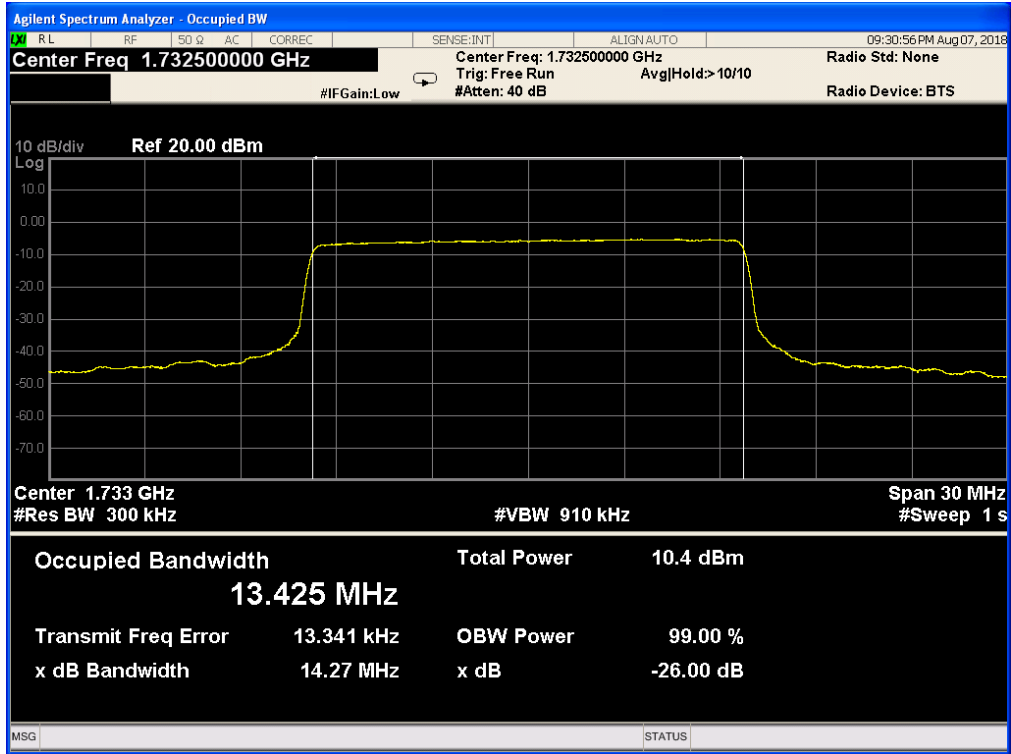 Agilent Spectrum Analyzer - Occupied BW
LXI RL RF 50 Ω AC CORREC SENSE:INT ALIGN AUTO 09:30:56 PM Aug 07, 2018
Center Freq 1.732500000 GHz Center Freq: 1.732500000 GHz Radio Std: None
Trig: Free Run Avg|Hold:>10/10
#IFGain:Low #Atten: 40 dB Radio Device: BTS
10 dB/div Ref 20.00 dBm
Log
10.0
0.00
-10.0
-20.0
-30.0
-40.0
-50.0
-60.0
-70.0
Center 1.733 GHz Span 30 MHz
#Res BW 300 kHz #VBW 910 kHz #Sweep 1 s
Occupied Bandwidth Total Power 10.4 dBm
13.425 MHz
Transmit Freq Error 13.341 kHz OBW Power 99.00 %
x dB Bandwidth 14.27 MHz x dB -26.00 dB
MSG STATUS